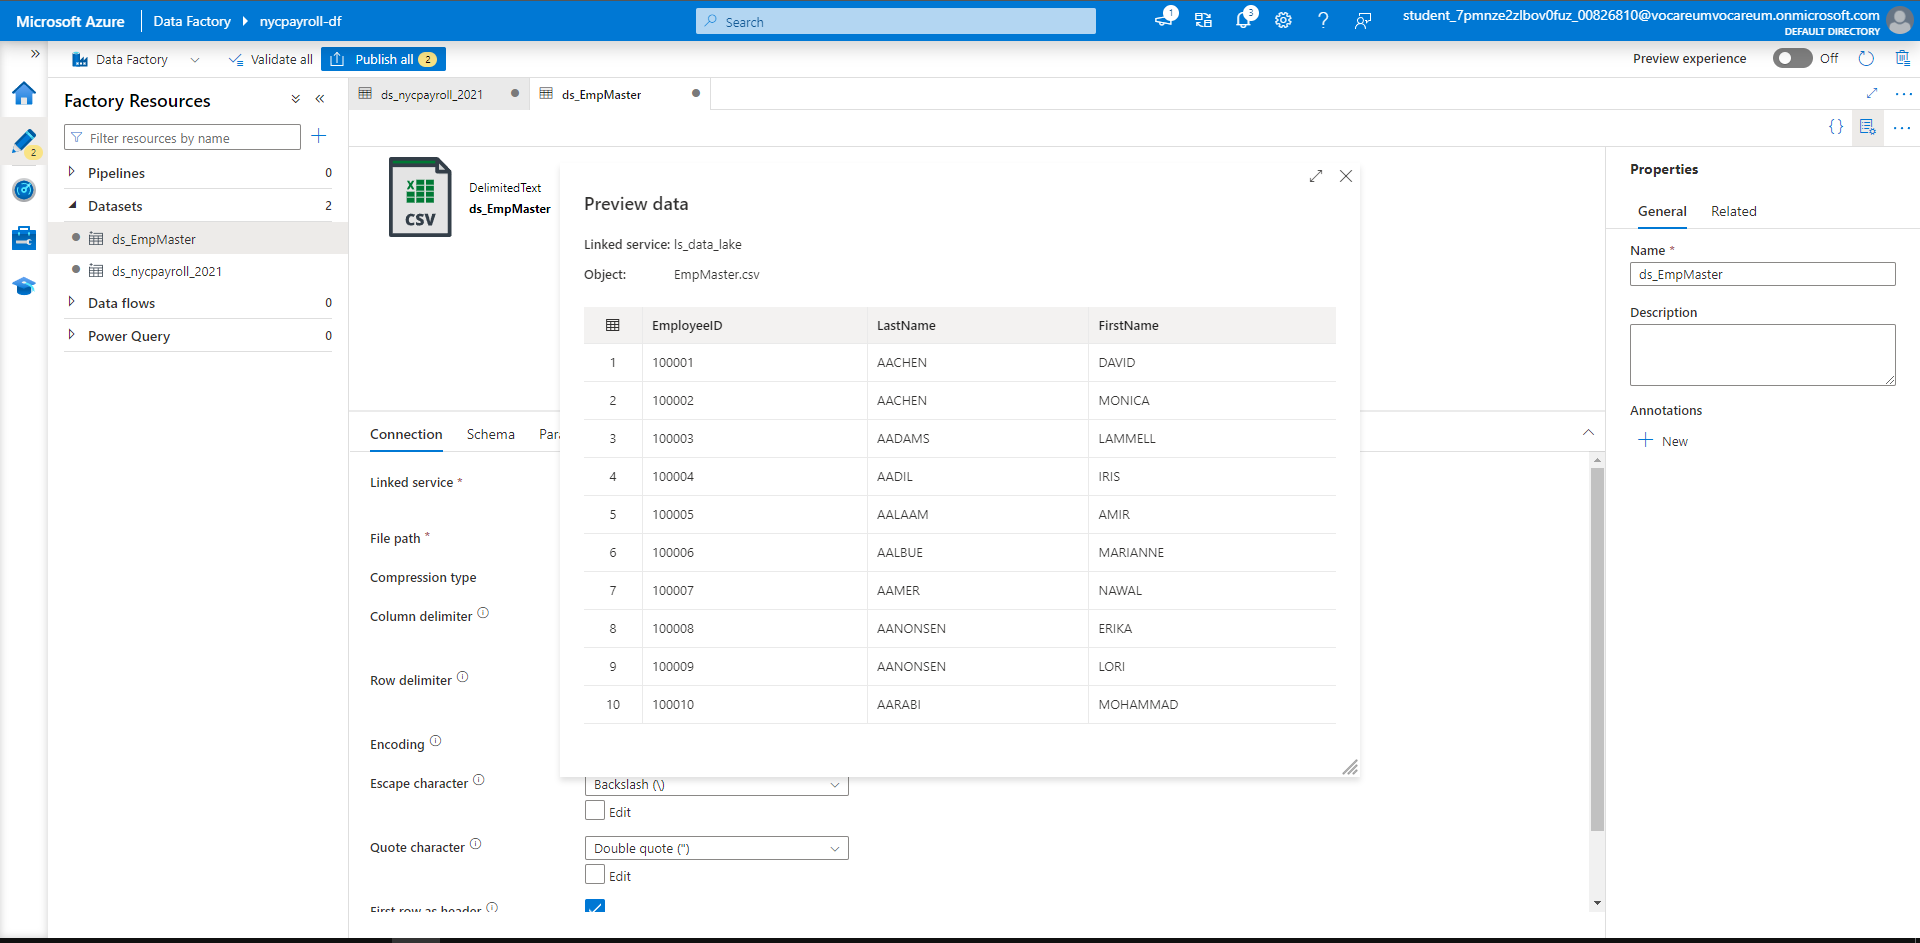 Microsoft Azure
Data Factory
nycpayroll-df
Search
1
3
?
student_7pmnze2zlbov0fuz_00826810@vocareumvocareum.onmicrosoft.com
DEFAULT DIRECTORY
Data Factory
Validate all
Publish all 2
Preview experience
Off
2
Factory Resources
Filter resources by name
Pipelines 0
Datasets 2
ds_EmpMaster
ds_nycpayroll_2021
Data flows 0
Power Query 0
ds_nycpayroll_2021
ds_EmpMaster
{}
CSV
DelimitedText
ds_EmpMaster
Preview data
Linked service: ls_data_lake
Object: EmpMaster.csv
EmployeeID LastName FirstName
1 100001 AACHEN DAVID
2 100002 AACHEN MONICA
3 100003 AADAMS LAMMELL
4 100004 AADIL IRIS
5 100005 AALAAM AMIR
6 100006 AALBUE MARIANNE
7 100007 AAMER NAWAL
8 100008 AANONSEN ERIKA
9 100009 AANONSEN LORI
10 100010 AARABI MOHAMMAD
Connection Schema Para
Linked service *
File path *
Compression type
Column delimiter
Row delimiter
Encoding
Escape character
Backslash (\)
Edit
Quote character
Double quote (")
Edit
First row as header
Properties
General Related
Name *
ds_EmpMaster
Description
Annotations
New